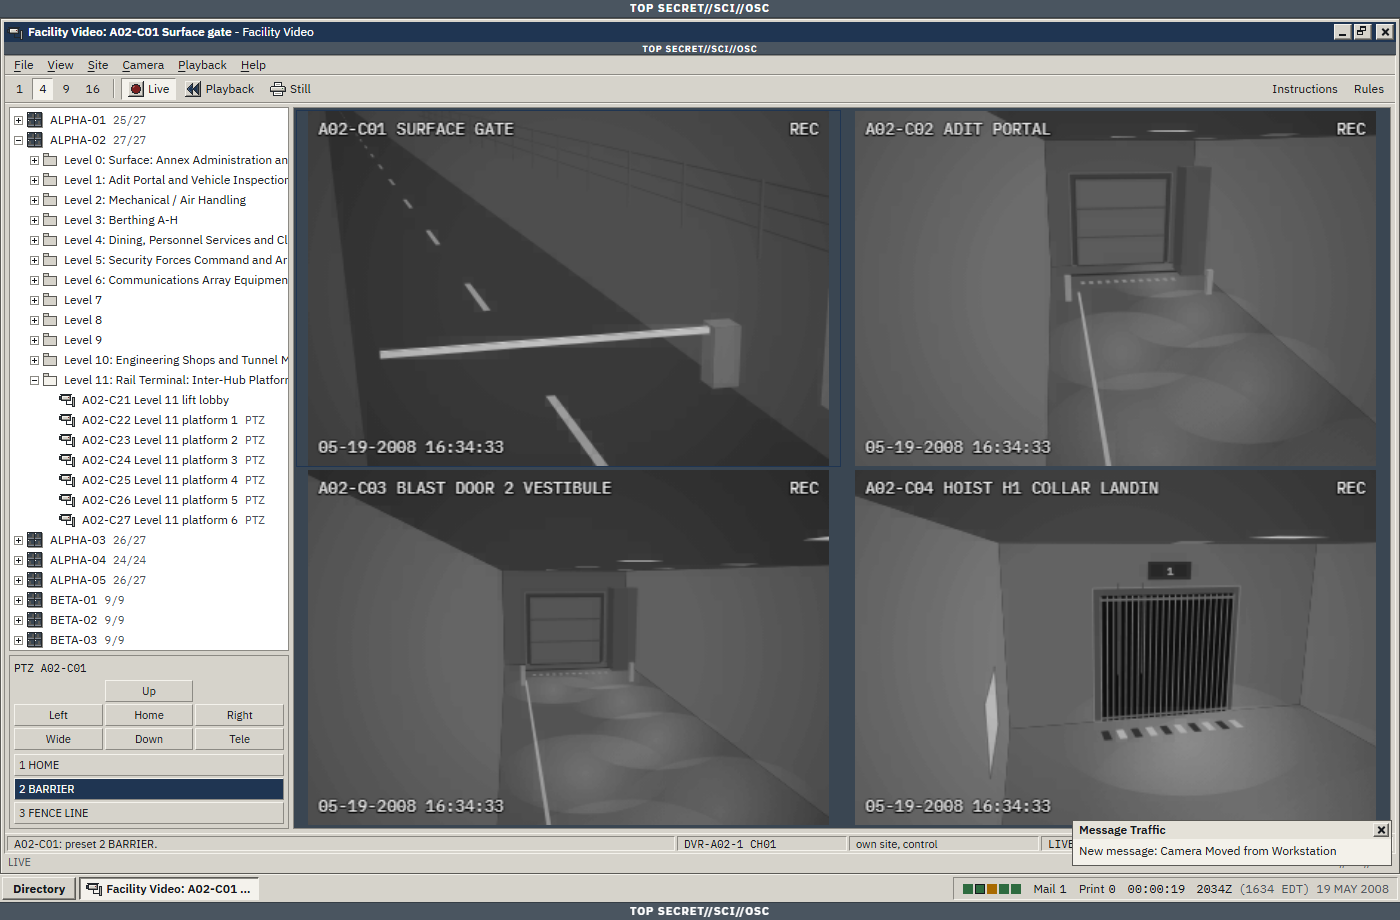 TOP SECRET//SCI//OSC
Facility Video: A02-C01 Surface gate - Facility Video
TOP SECRET//SCI//OSC
File View Site Camera Playback Help
1 4 9 16 Live Playback Still Instructions Rules
ALPHA-01 25/27
ALPHA-02 27/27
Level 0: Surface: Annex Administration an
Level 1: Adit Portal and Vehicle Inspection
Level 2: Mechanical / Air Handling
Level 3: Berthing A-H
Level 4: Dining, Personnel Services and Cl
Level 5: Security Forces Command and Ar
Level 6: Communications Array Equipmen
Level 7
Level 8
Level 9
Level 10: Engineering Shops and Tunnel M
Level 11: Rail Terminal: Inter-Hub Platforr
A02-C21 Level 11 lift lobby
A02-C22 Level 11 platform 1 PTZ
A02-C23 Level 11 platform 2 PTZ
A02-C24 Level 11 platform 3 PTZ
A02-C25 Level 11 platform 4 PTZ
A02-C26 Level 11 platform 5 PTZ
A02-C27 Level 11 platform 6 PTZ
ALPHA-03 26/27
ALPHA-04 24/24
ALPHA-05 26/27
BETA-01 9/9
BETA-02 9/9
BETA-03 9/9
PTZ A02-C01
Up
Left Home Right
Wide Down Tele
1 HOME
2 BARRIER
3 FENCE LINE
A02-C01 SURFACE GATE REC
05-19-2008 16:34:33
A02-C02 ADIT PORTAL REC
05-19-2008 16:34:33
A02-C03 BLAST DOOR 2 VESTIBULE REC
05-19-2008 16:34:33
A02-C04 HOIST H1 COLLAR LANDIN REC
1
05-19-2008 16:34:33
A02-C01: preset 2 BARRIER. DVR-A02-1 CH01 own site, control LIVE
LIVE
Message Traffic
New message: Camera Moved from Workstation
Directory Facility Video: A02-C01 ... Mail 1 Print 0 00:00:19 2034Z (1634 EDT) 19 MAY 2008
TOP SECRET//SCI//OSC